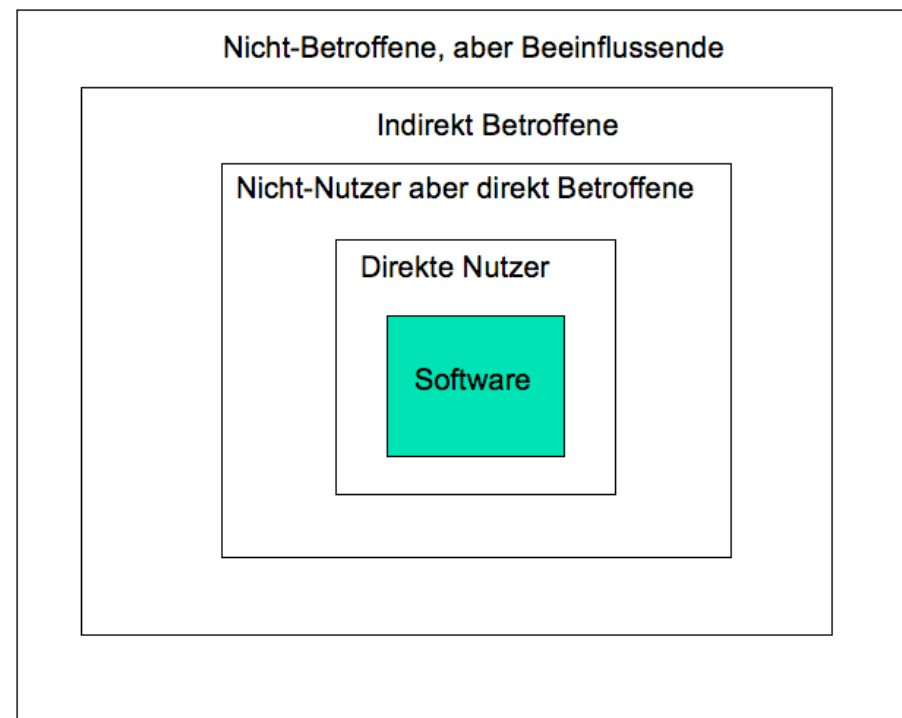 Nicht-Betroffene, aber Beeinflussende
Indirekt Betroffene
Nicht-Nutzer aber direkt Betroffene
Direkte Nutzer
Software